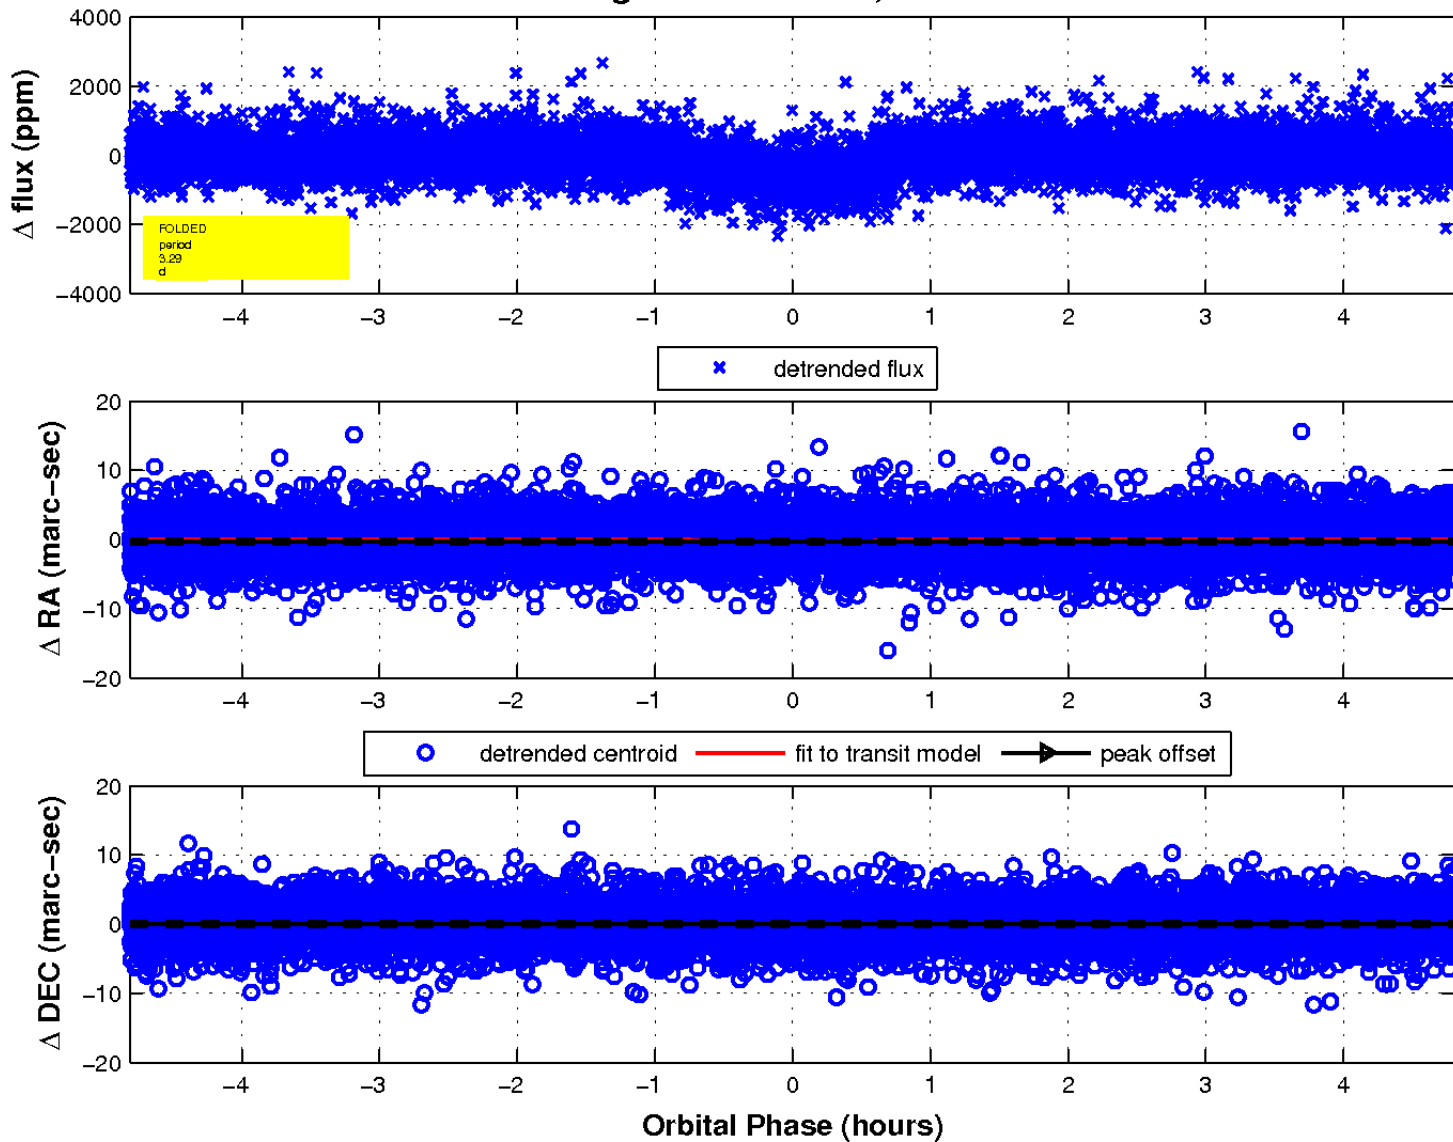 4000
2000
0
−2000
−4000
Δ flux (ppm)
FOLDED
period
3.29
d
−4 −3 −2 −1 0 1 2 3 4
detrended flux
20
10
0
−10
−20
Δ RA (marc−sec)
−4 −3 −2 −1 0 1 2 3 4
detrended centroid fit to transit model peak offset
20
10
0
−10
−20
Δ DEC (marc−sec)
−4 −3 −2 −1 0 1 2 3 4
Orbital Phase (hours)